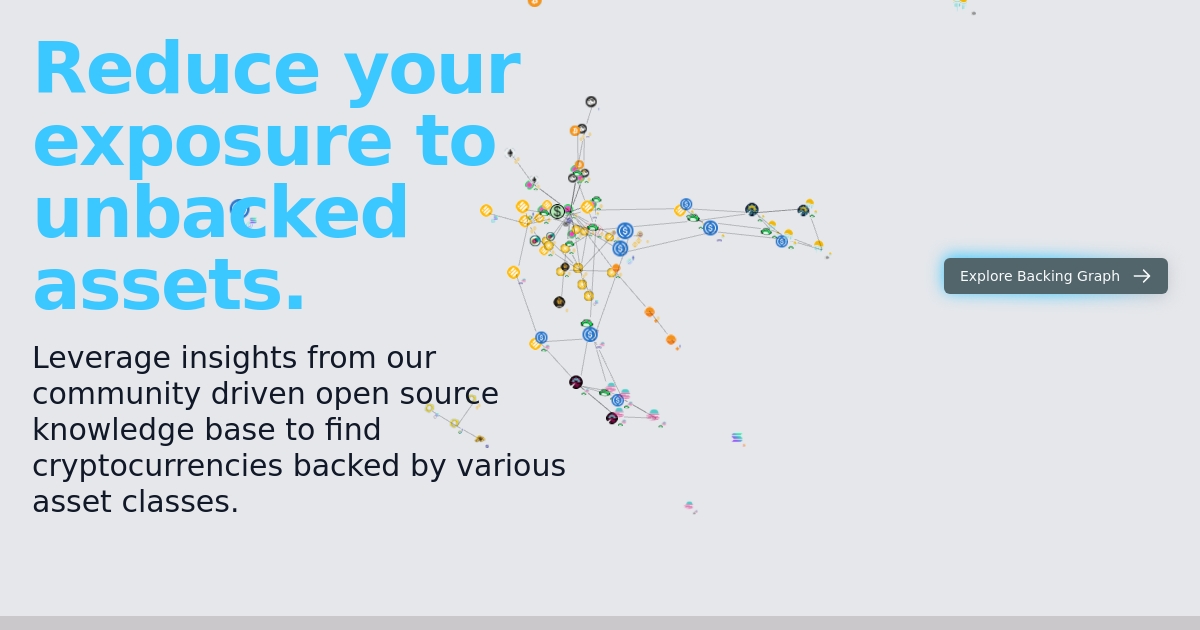 Reduce your
exposure to
unbacked
assets.
Leverage insights from our
community driven open source
knowledge base to find
cryptocurrencies backed by various
asset classes.
Explore Backing Graph